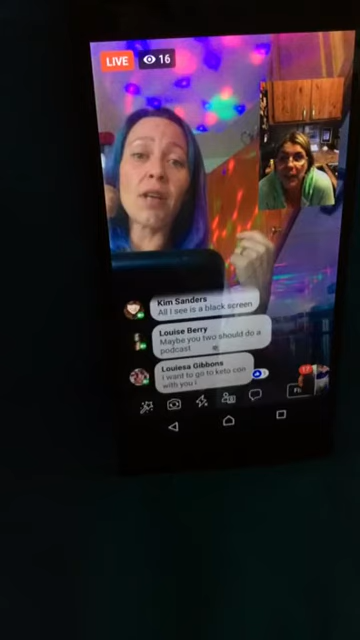 LIVE 16
Kim Sanders
All I see is a black screen
Louise Berry
Maybe you two should do a
podcast
Louiesa Gibbons
I want to go to keto con
with you